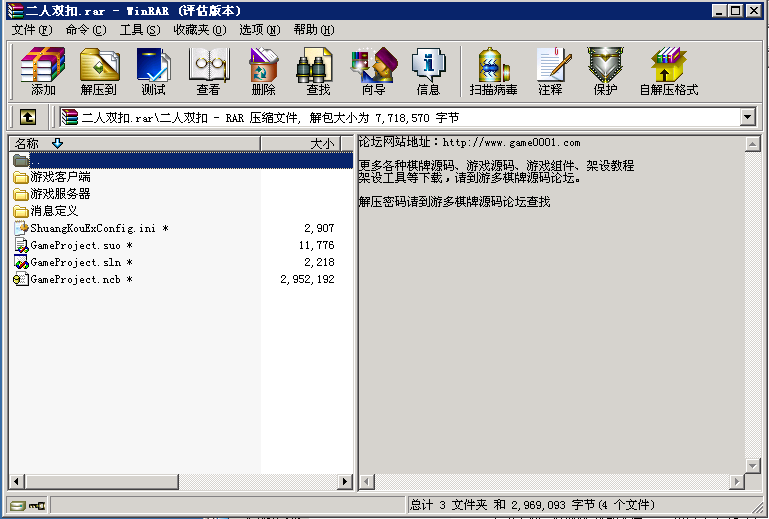 二人双扣.rar - WinRAR (评估版本)
文件(F) 命令(C) 工具(S) 收藏夹(O) 选项(N) 帮助(H)
添加 解压到 测试 查看 删除 查找 向导 信息 扫描病毒 注释 保护 自解压格式
二人双扣.rar\二人双扣 - RAR 压缩文件, 解包大小为 7,718,570 字节
名称 大小
..
游戏客户端
游戏服务器
消息定义
ShuangKouExConfig.ini * 2,907
GameProject.suo * 11,776
GameProject.sln * 2,218
GameProject.ncb * 2,952,192
论坛网站地址：http://www.game0001.com
更多各种棋牌源码、游戏源码、游戏组件、架设教程
架设工具等下载，请到游多棋牌源码论坛。
解压密码请到游多棋牌源码论坛查找
总计 3 文件夹 和 2,969,093 字节(4 个文件)